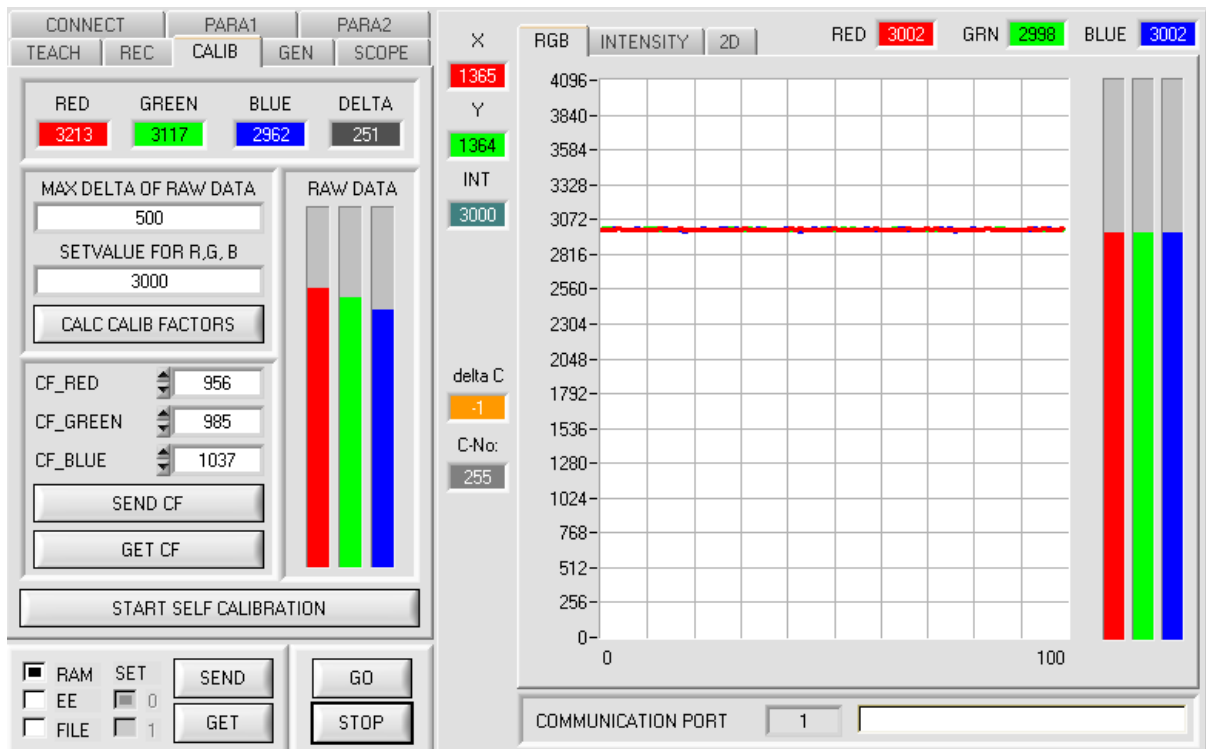 CONNECT PARA1 PARA2
TEACH REC CALIB GEN SCOPE
RED GREEN BLUE DELTA
3213 3117 2962 251
MAX DELTA OF RAW DATA
500
SETVALUE FOR R,G, B
3000
CALC CALIB FACTORS
RAW DATA
CF_RED 956
CF_GREEN 985
CF_BLUE 1037
SEND CF
GET CF
START SELF CALIBRATION
RAM SET
EE 0
FILE 1
SEND
GET
GO
STOP
X
1365
Y
1364
INT
3000
delta C
-1
C-No:
255
RGB INTENSITY 2D
RED 3002 GRN 2998 BLUE 3002
4096
3840
3584
3328
3072
2816
2560
2304
2048
1792
1536
1280
1024
768
512
256
0
0 100
COMMUNICATION PORT 1